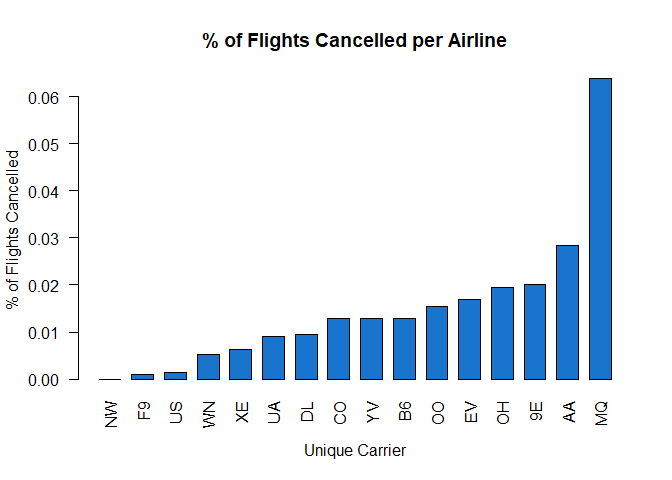 % of Flights Cancelled per Airline
% of Flights Cancelled
0.06
0.05
0.04
0.03
0.02
0.01
0.00
NW F9 US WN XE UA DL CO YV B6 OO EV OH 9E AA MQ
Unique Carrier